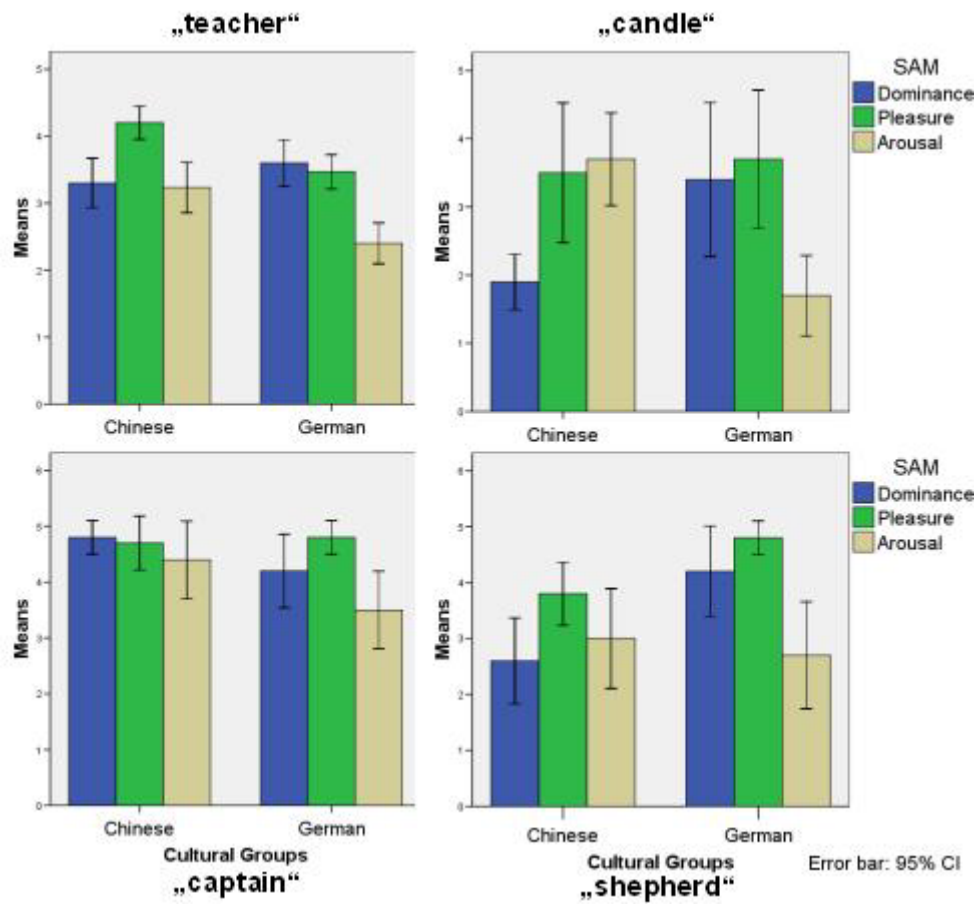 „teacher“
„candle“
5
4
3
2
1
0
Means
Chinese
German
5
4
3
2
1
0
Means
Chinese
German
SAM
Dominance
Pleasure
Arousal
6
5
4
3
2
1
0
Means
Chinese
German
Cultural Groups
„captain“
6
5
4
3
2
1
0
Means
Chinese
German
Cultural Groups
„shepherd“
SAM
Dominance
Pleasure
Arousal
Error bar: 95% CI